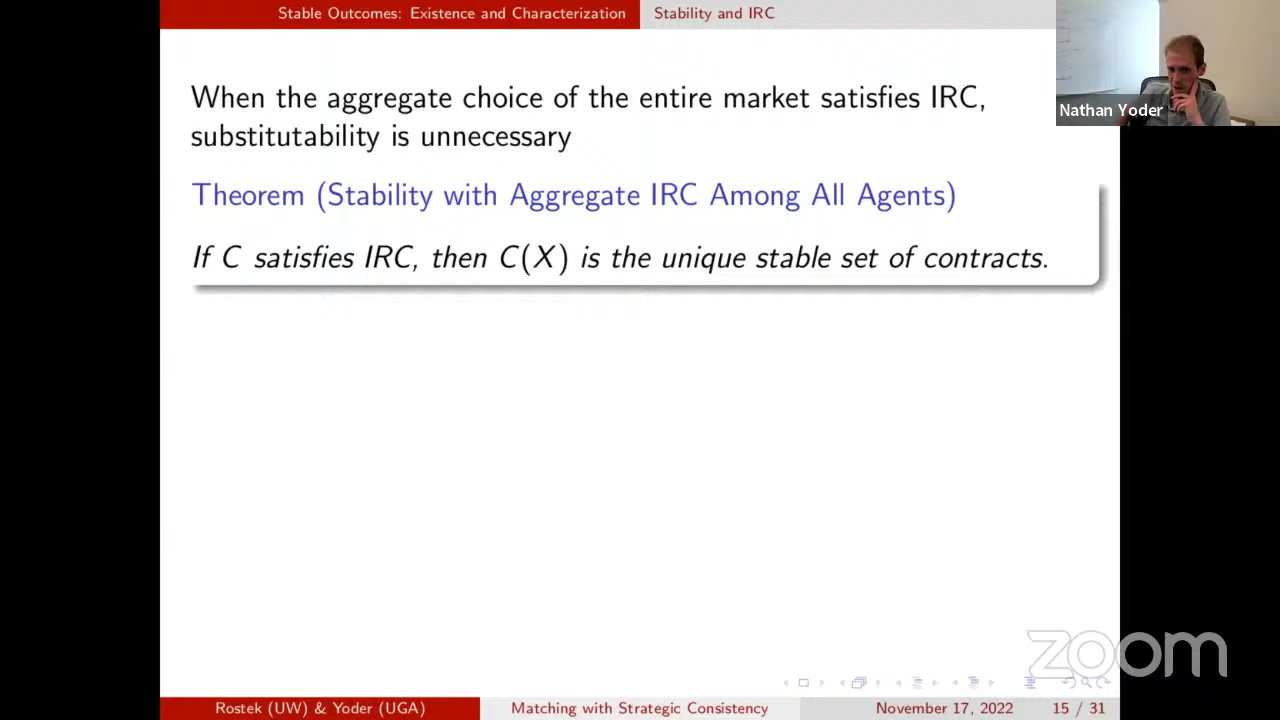 Stable Outcomes: Existence and Characterization
Stability and IRC
Nathan Yoder
When the aggregate choice of the entire market satisfies IRC,
substitutability is unnecessary
Theorem (Stability with Aggregate IRC Among All Agents)
If C satisfies IRC, then C(X) is the unique stable set of contracts.
zoom
Rostek (UW) & Yoder (UGA)
Matching with Strategic Consistency
November 17, 2022
15 / 31